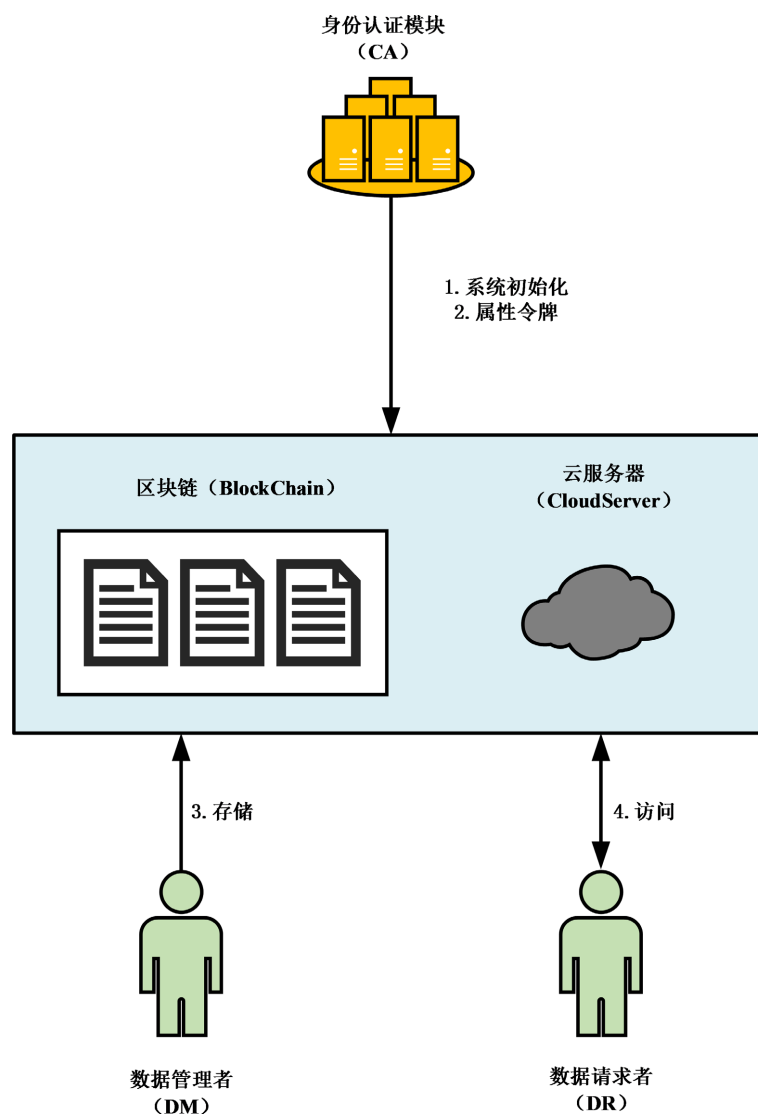 身份认证模块
（CA）
1.系统初始化
2.属性令牌
区块链（BlockChain）
云服务器
（CloudServer）
3.存储
4.访问
数据管理者
（DM）
数据请求者
（DR）